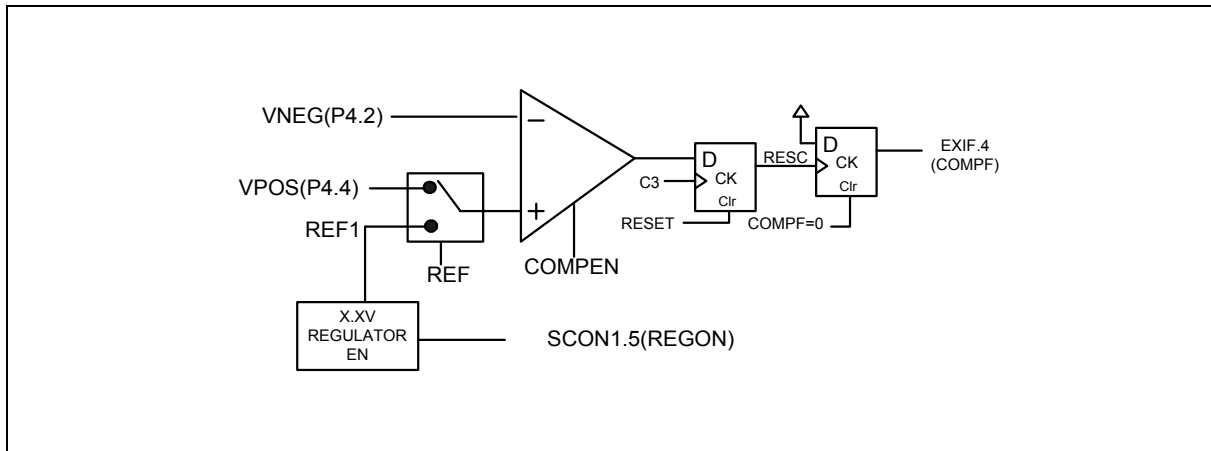 VNEG(P4.2)
−
D
CK
Clr
RESC
D
CK
Clr
EXIF.4
(COMPF)
VPOS(P4.4)
+
C3
REF1
RESET
COMPF=0
REF
COMPEN
X.XV
REGULATOR
EN
SCON1.5(REGON)